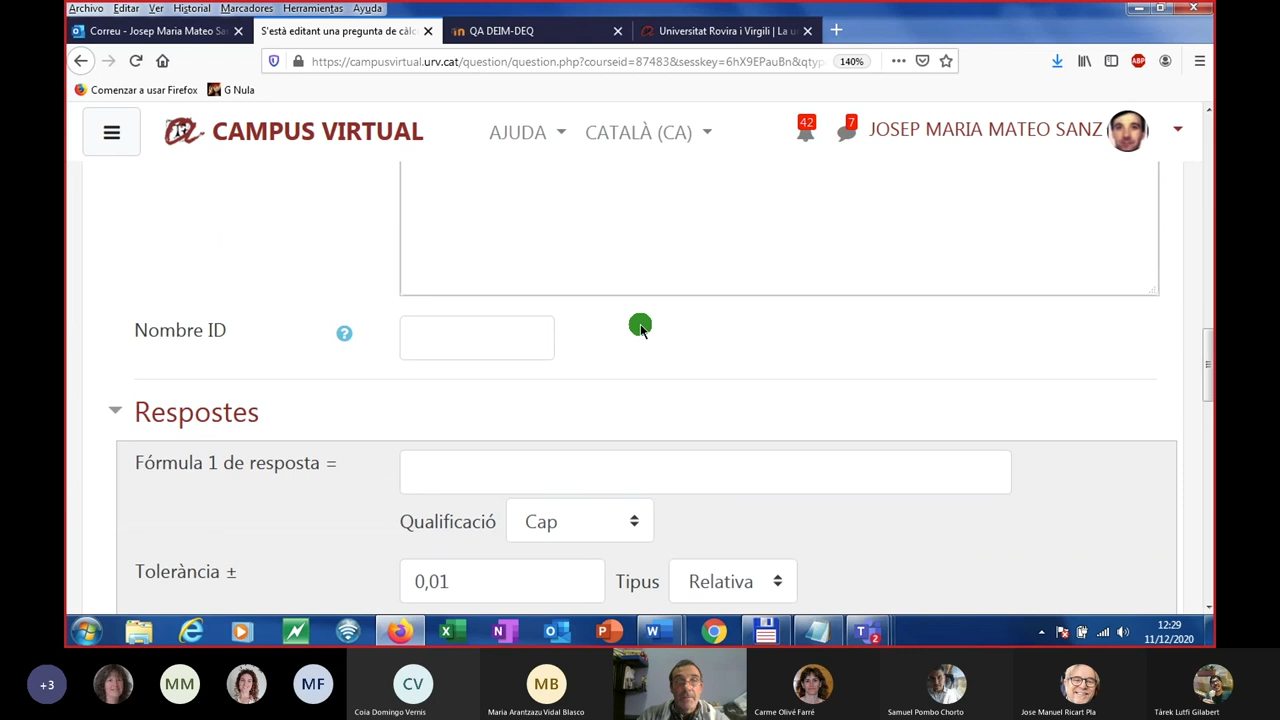 Archivo Editar Ver Historial Marcadores Herramientas Ayuda
Correu - Josep Maria Mateo Sa
S'està editant una pregunta de càlc
QA DEIM-DEQ
Universitat Rovira i Virgili | La u
https://campusvirtual.urv.cat/question/question.php?courseid=87483&sesskey=6hX9EPauBn&qtyp
140%
ABP
Comenzar a usar Firefox
G Nula
CAMPUS VIRTUAL
AJUDA
CATALÀ (CA)
42
7
JOSEP MARIA MATEO SANZ
Nombre ID
?
Respostes
Fórmula 1 de resposta =
Qualificació
Cap
Tolerància ±
0,01
Tipus
Relativa
12:29
11/12/2020
+3
MM
MF
CV
MB
Coia Domingo Vernis
Maria Arantzazu Vidal Blasco
Carme Olivé Farré
Samuel Pombo Chorto
Jose Manuel Ricart Pla
Tárek Lutfi Gilabert